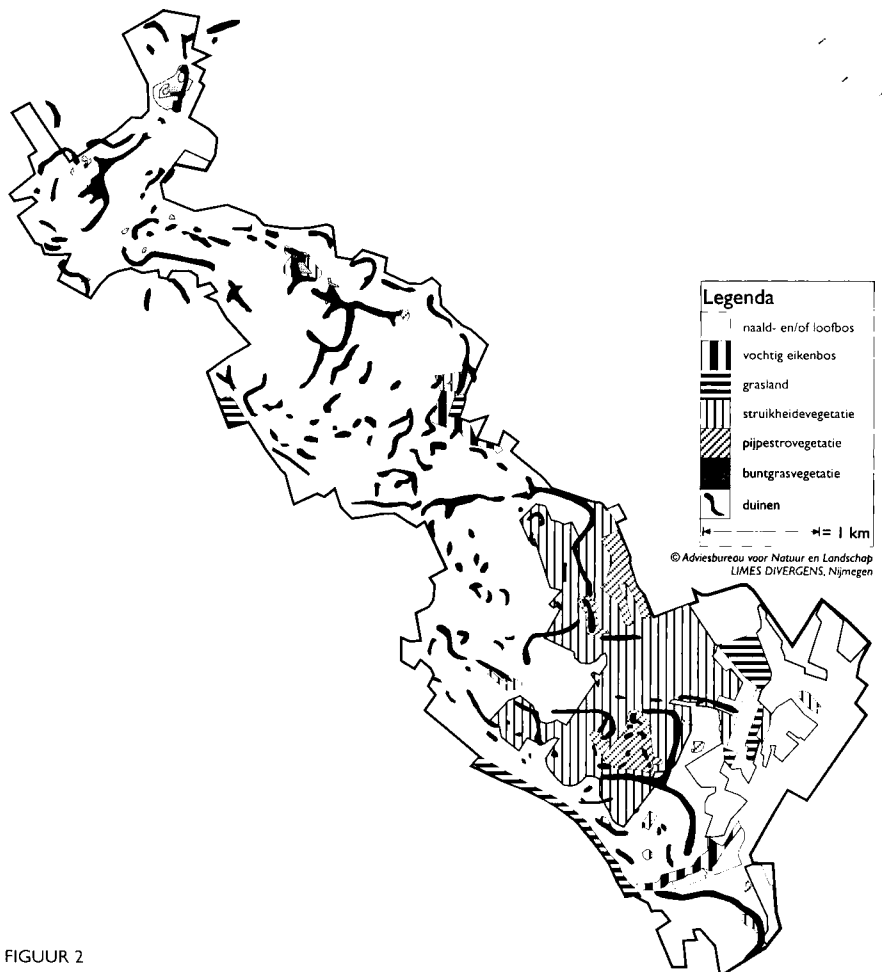 Legenda
naald- en/of loofbos
vochtig eikenbos
grasland
struikheidevegetatie
pijpestrovegetatie
buntgrasvegetatie
duinen
= 1 km
© Adviesbureau voor Natuur en Landschap
LIMES DIVERGENS, Nijmegen
FIGUUR 2